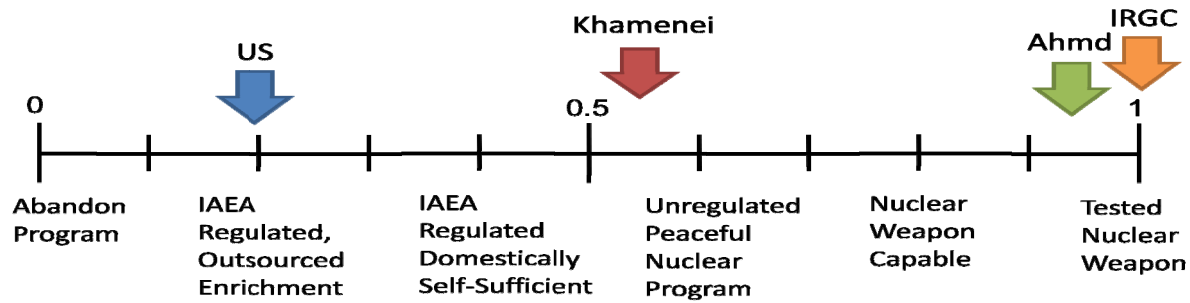 IRGC
Khamenei
Ahmd
US
0
0.5
1
Abandon
Program
IAEA
Regulated,
Outsourced
Enrichment
IAEA
Regulated
Domestically
Self-Sufficient
Unregulated
Peaceful
Nuclear
Program
Nuclear
Weapon
Capable
Tested
Nuclear
Weapon